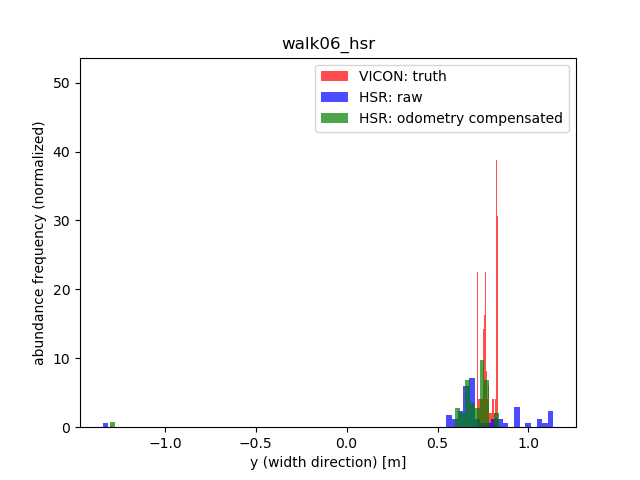 walk06_hsr
VICON: truth
HSR: raw
HSR: odometry compensated
abundance frequency (normalized)
50
40
30
20
10
0
−1.0
−0.5
0.0
0.5
1.0
y (width direction) [m]